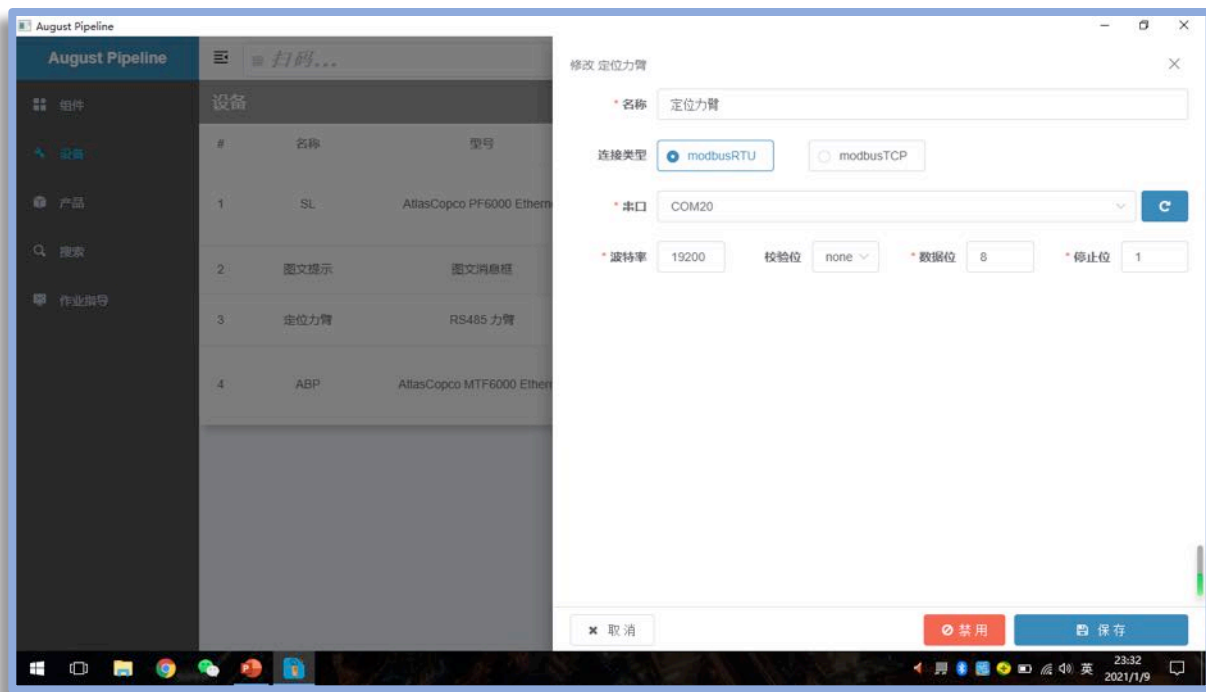 August Pipeline
August Pipeline
扫码...
组件
设备
产品
搜索
作业指导
设备
# 名称 型号
1 SL AtlasCopco PF6000 Ethern
2 图文提示 图文消息框
3 定位力臂 RS485 力臂
4 ABP AtlasCopco MTF6000 Ethern
修改 定位力臂
* 名称 定位力臂
连接类型 modbusRTU modbusTCP
* 串口 COM20
* 波特率 19200 校验位 none * 数据位 8 * 停止位 1
取消 禁用 保存
英 23:32
2021/1/9